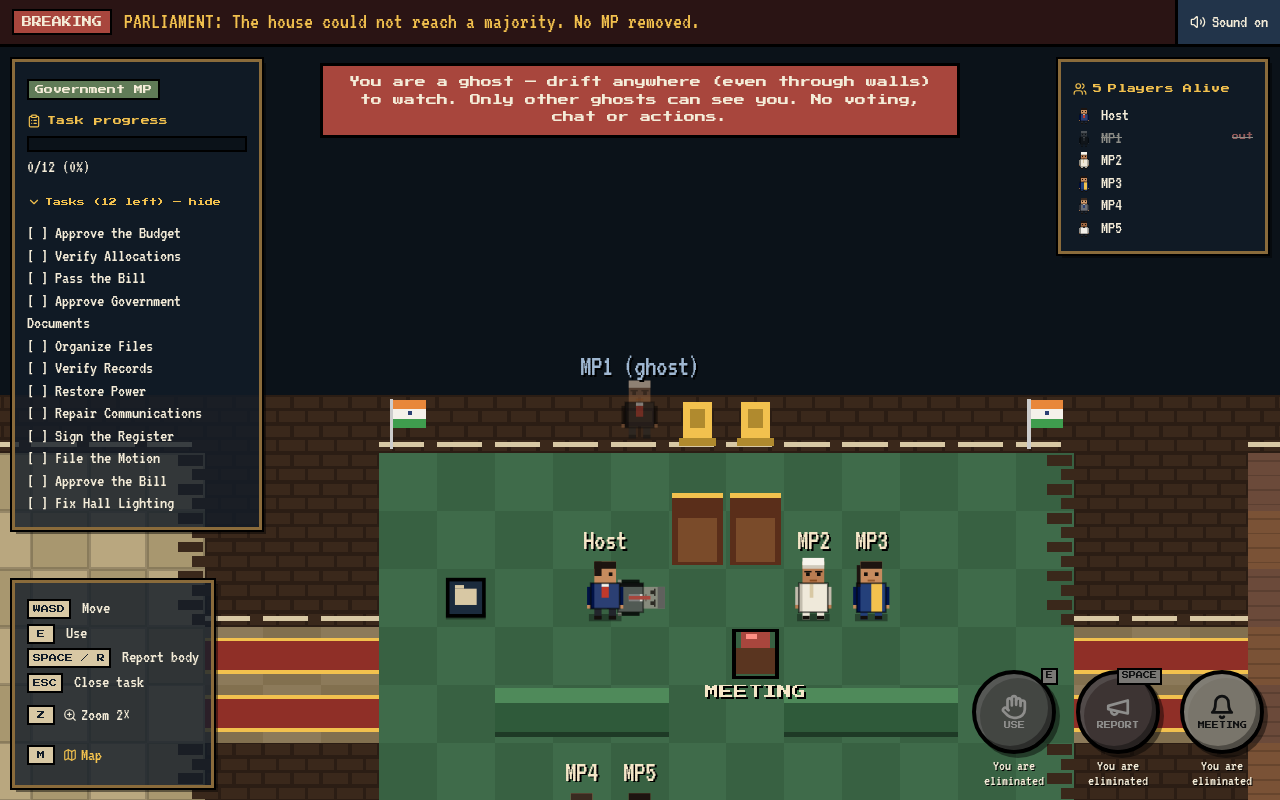 BREAKING PARLIAMENT: The house could not reach a majority. No MP removed.
Sound on
Government MP
Task progress
0/12 (0%)
Tasks (12 left) — hide
[ ] Approve the Budget
[ ] Verify Allocations
[ ] Pass the Bill
[ ] Approve Government
Documents
[ ] Organize Files
[ ] Verify Records
[ ] Restore Power
[ ] Repair Communications
[ ] Sign the Register
[ ] File the Motion
[ ] Approve the Bill
[ ] Fix Hall Lighting
You are a ghost — drift anywhere (even through walls)
to watch. Only other ghosts can see you. No voting,
chat or actions.
5 Players Alive
Host
MP1 out
MP2
MP3
MP4
MP5
MP1 (ghost)
Host
MP2
MP3
MEETING
MP4
MP5
WASD Move
E Use
SPACE / R Report body
ESC Close task
Z Zoom 2X
M Map
E
USE
You are
eliminated
SPACE
REPORT
You are
eliminated
MEETING
You are
eliminated